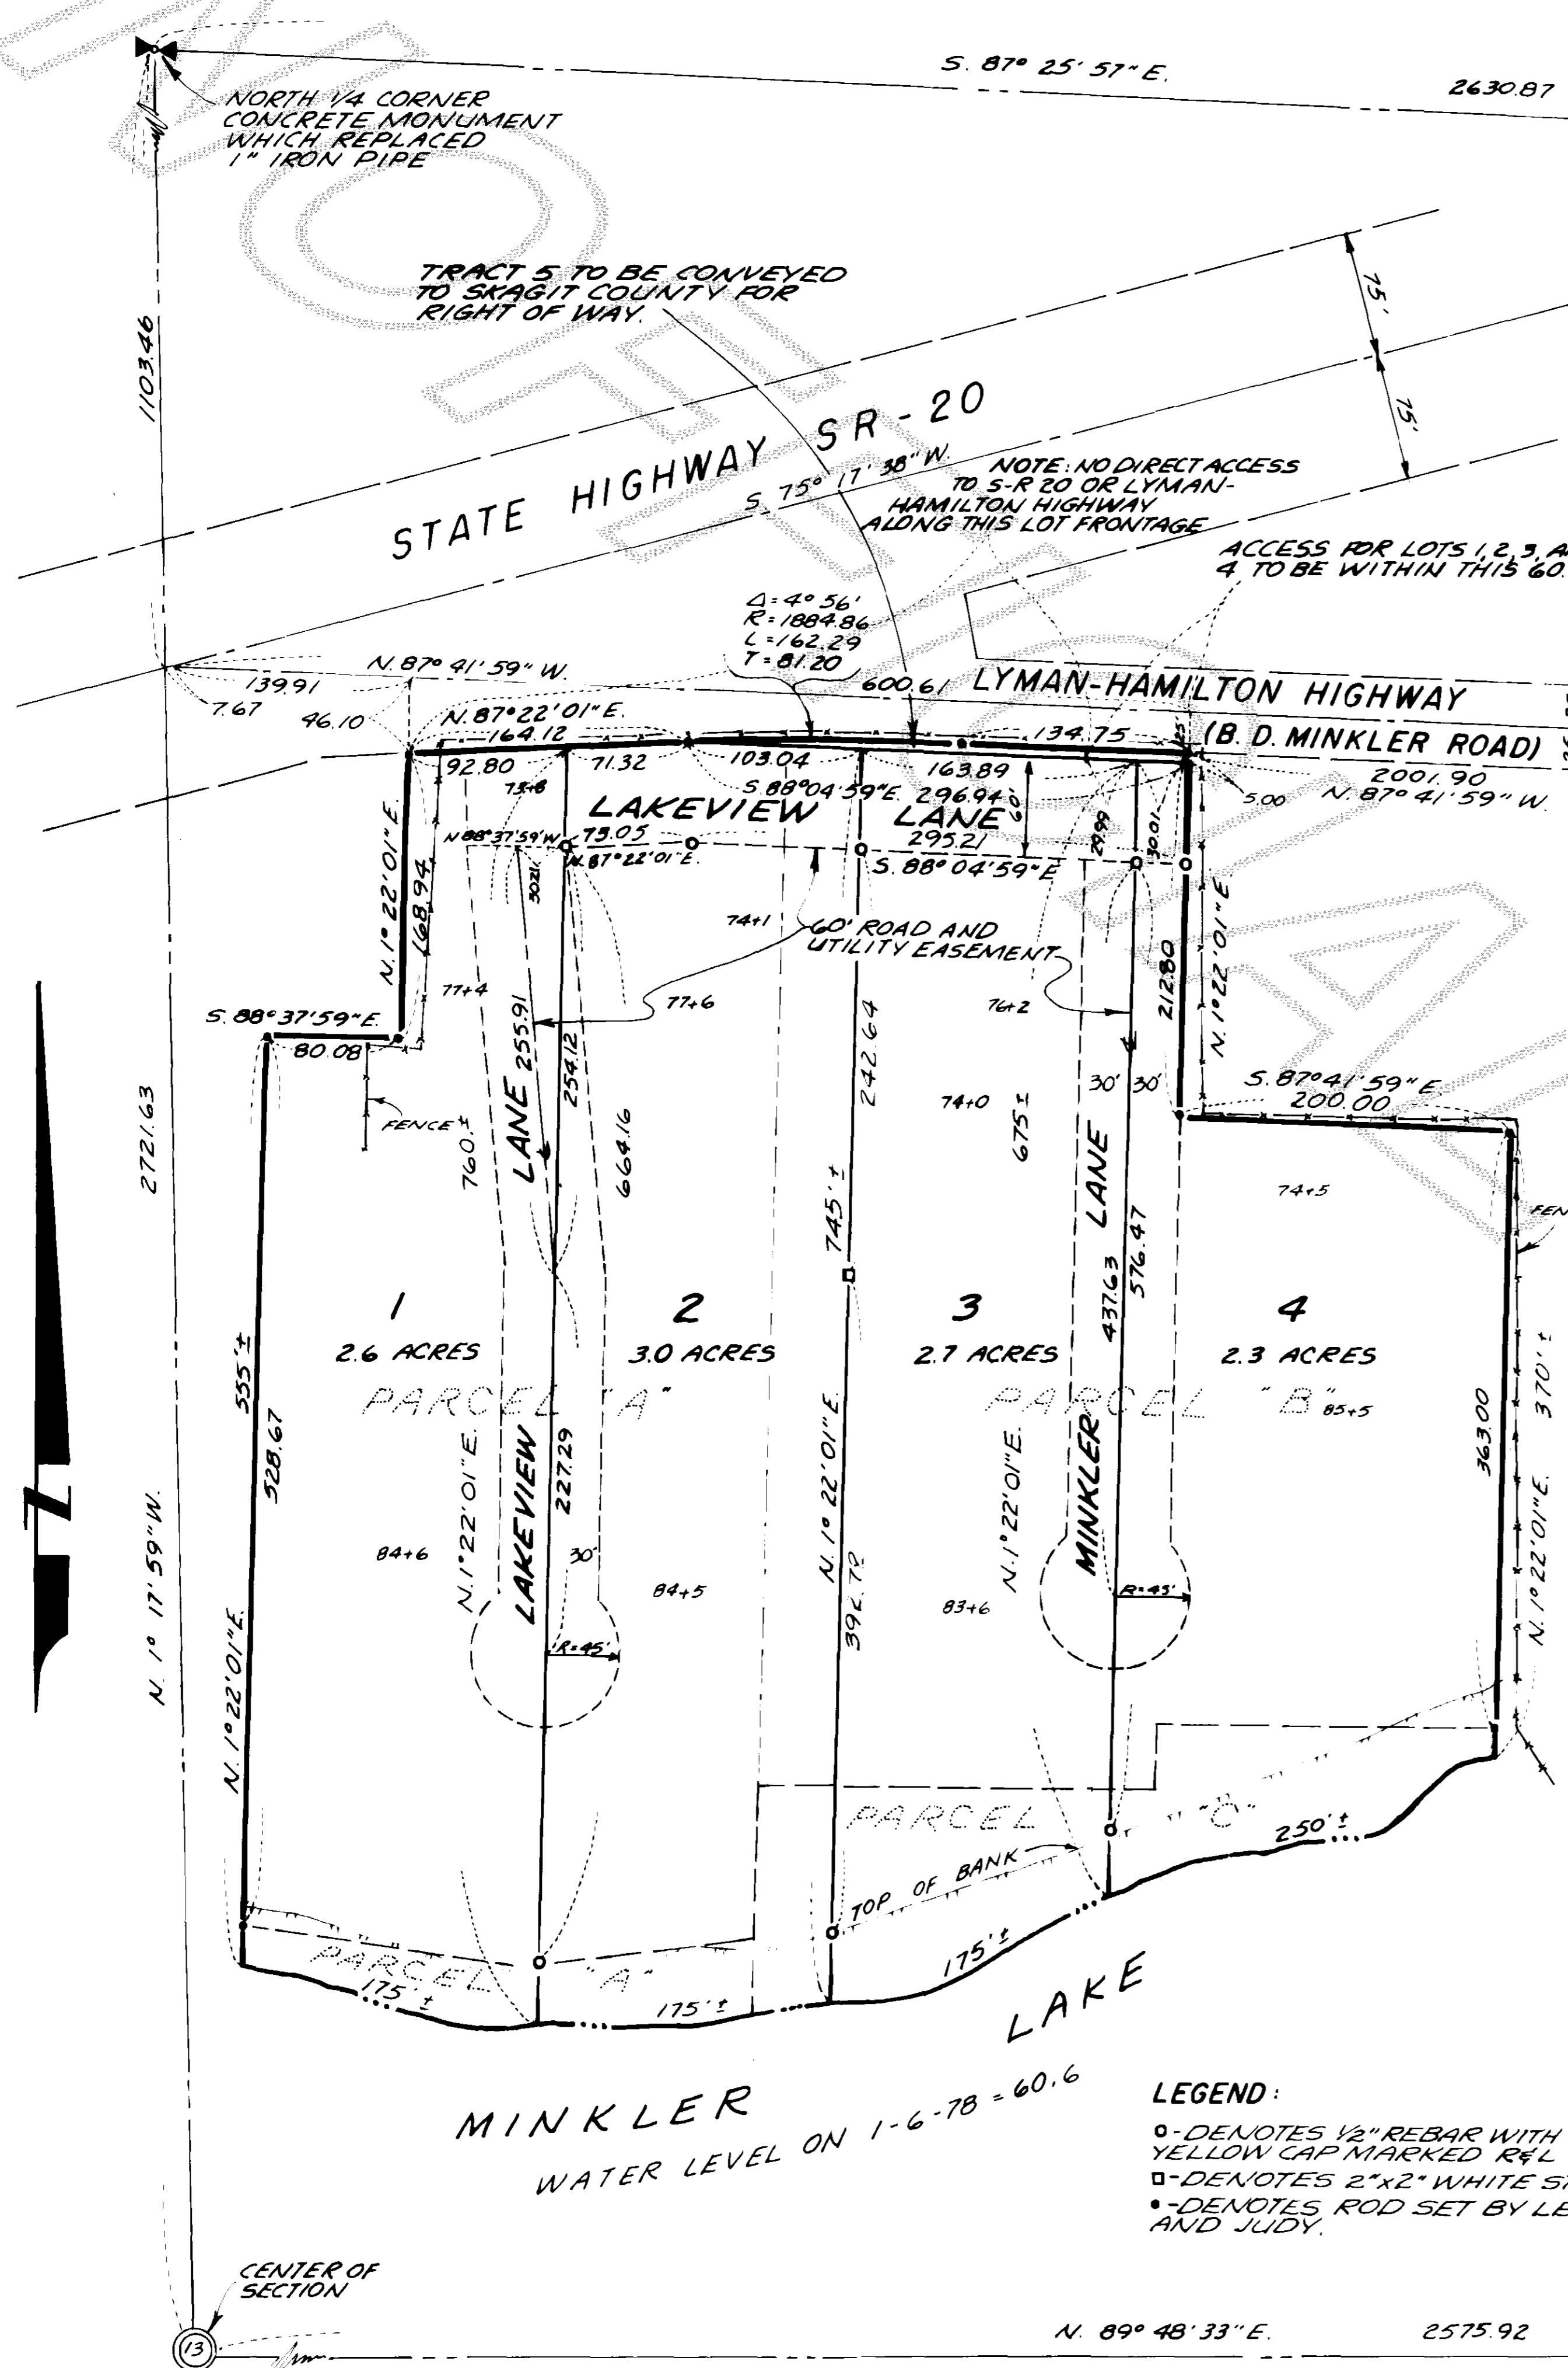 S. 87° 25' 57" E.
2630.87
NORTH 1/4 CORNER
CONCRETE MONUMENT
WHICH REPLACED
1" IRON PIPE
1103.46
TRACT 5 TO BE CONVEYED
TO SKAGIT COUNTY FOR
RIGHT OF WAY.
75'
75'
STATE HIGHWAY SR-20
S. 75° 17' 38" W.
NOTE: NO DIRECT ACCESS
TO S-R 20 OR LYMAN-
HAMILTON HIGHWAY
ALONG THIS LOT FRONTAGE
ACCESS FOR LOTS 1, 2, 3, A
4 TO BE WITHIN THIS 60.
Δ = 4° 56'
R = 1884.86
L = 162.29
T = 81.20
N. 87° 41' 59" W.
139.91
7.67
46.10
600.61
LYMAN-HAMILTON HIGHWAY
(B. D. MINKLER ROAD)
N. 87° 22' 01" E.
164.12
134.75
92.80
71.32
103.04
163.89
2001.90
5.00
N. 87° 41' 59" W.
S. 88° 04' 59" E. 296.94
60'
LAKEVIEW LANE
N 88° 37' 59" W
75.05
N. 87° 22' 01" E.
295.21
S. 88° 04' 59" E
29.99
30.01
N. 1° 22' 01" E
168.94
74+1
60' ROAD AND
UTILITY EASEMENT
212.80
N. 1° 22' 01" E
77+4
77+6
76+2
S. 88° 37' 59" E.
80.08
FENCE
LANE 255.91
254.12
242.64
74+0
30' 30'
S. 87° 41' 59" E.
200.00
2721.63
760.±
664.16
745.'±
675±
MINKLER LANE
437.63
576.47
74+5
1
2.6 ACRES
2
3.0 ACRES
3
2.7 ACRES
4
2.3 ACRES
PARCEL "A"
PARCEL "B"
85+5
555'±
528.67
370'±
363.00
N. 1° 22' 01" E.
LAKEVIEW
227.29
N. 1° 22' 01" E.
N. 1° 22' 01" E.
N. 1° 22' 01" E.
N. 1° 17' 59" W.
84+6
30'
84+5
83+6
R=45'
R=45'
N. 1° 22' 01" E.
PARCEL "C"
250'±
TOP OF BANK
PARCEL "A"
175'±
175'±
175'±
MINKLER LAKE
WATER LEVEL ON 1-6-78 = 60.6
LEGEND:
o - DENOTES 1/2" REBAR WITH
YELLOW CAP MARKED R&L
□ - DENOTES 2"x2" WHITE
• - DENOTES ROD SET BY
AND JUDY.
CENTER OF
SECTION
13
N. 89° 48' 33" E.
2575.92